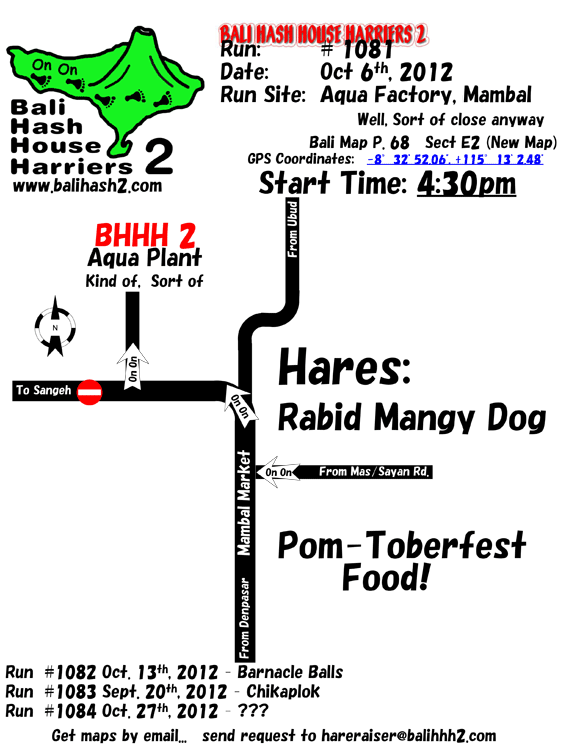 BALI HASH HOUSE HARRIERS 2
Run: # 1081
Date: Oct 6th, 2012
Run Site: Aqua Factory, Mambal
Well, Sort of close anyway
Bali Map P. 68 Sect E2 (New Map)
GPS Coordinates: -8° 32' 52.06", +115° 13' 2.48"
Start Time: 4:30pm
On On
Bali
Hash
House
Harriers 2
www.balihash2.com
BHHH 2
Aqua Plant
Kind of, Sort of
From Ubud
N
On On
To Sangeh
On On
Hares:
Rabid Mangy Dog
On On
From Mas/Sayan Rd.
Mambal Market
From Denpasar
Pom-Toberfest
Food!
Run #1082 Oct. 13th, 2012 - Barnacle Balls
Run #1083 Sept. 20th, 2012 - Chikaplok
Run #1084 Oct. 27th, 2012 - ???
Get maps by email... send request to hareraiser@balihhh2.com